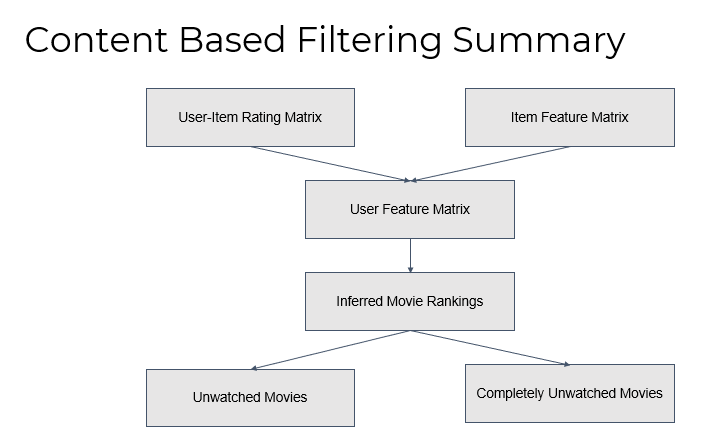 Content Based Filtering Summary
User-Item Rating Matrix
Item Feature Matrix
User Feature Matrix
Inferred Movie Rankings
Unwatched Movies
Completely Unwatched Movies